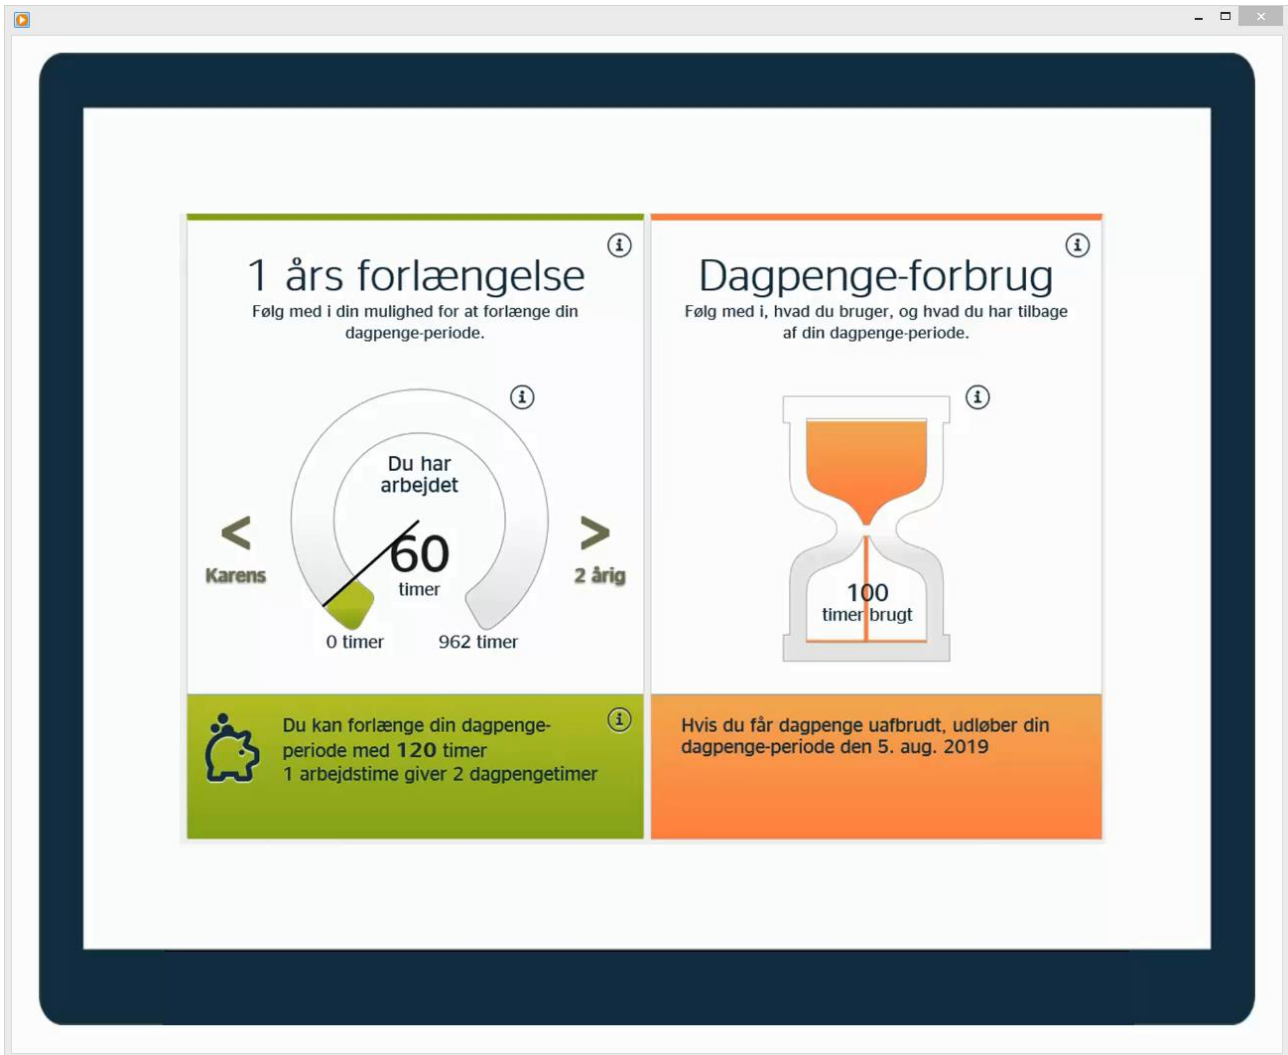 1 års forlængelse
Følg med i din mulighed for at forlænge din
dagpenge-periode.
Du har
arbejdet
60
timer
<
Karens
>
2 årig
0 timer
962 timer
Du kan forlænge din dagpenge-
periode med 120 timer
1 arbejdstime giver 2 dagpengetimer
Dagpenge-forbrug
Følg med i, hvad du bruger, og hvad du har tilbage
af din dagpenge-periode.
100
timer brugt
Hvis du får dagpenge uafbrudt, udløber din
dagpenge-periode den 5. aug. 2019